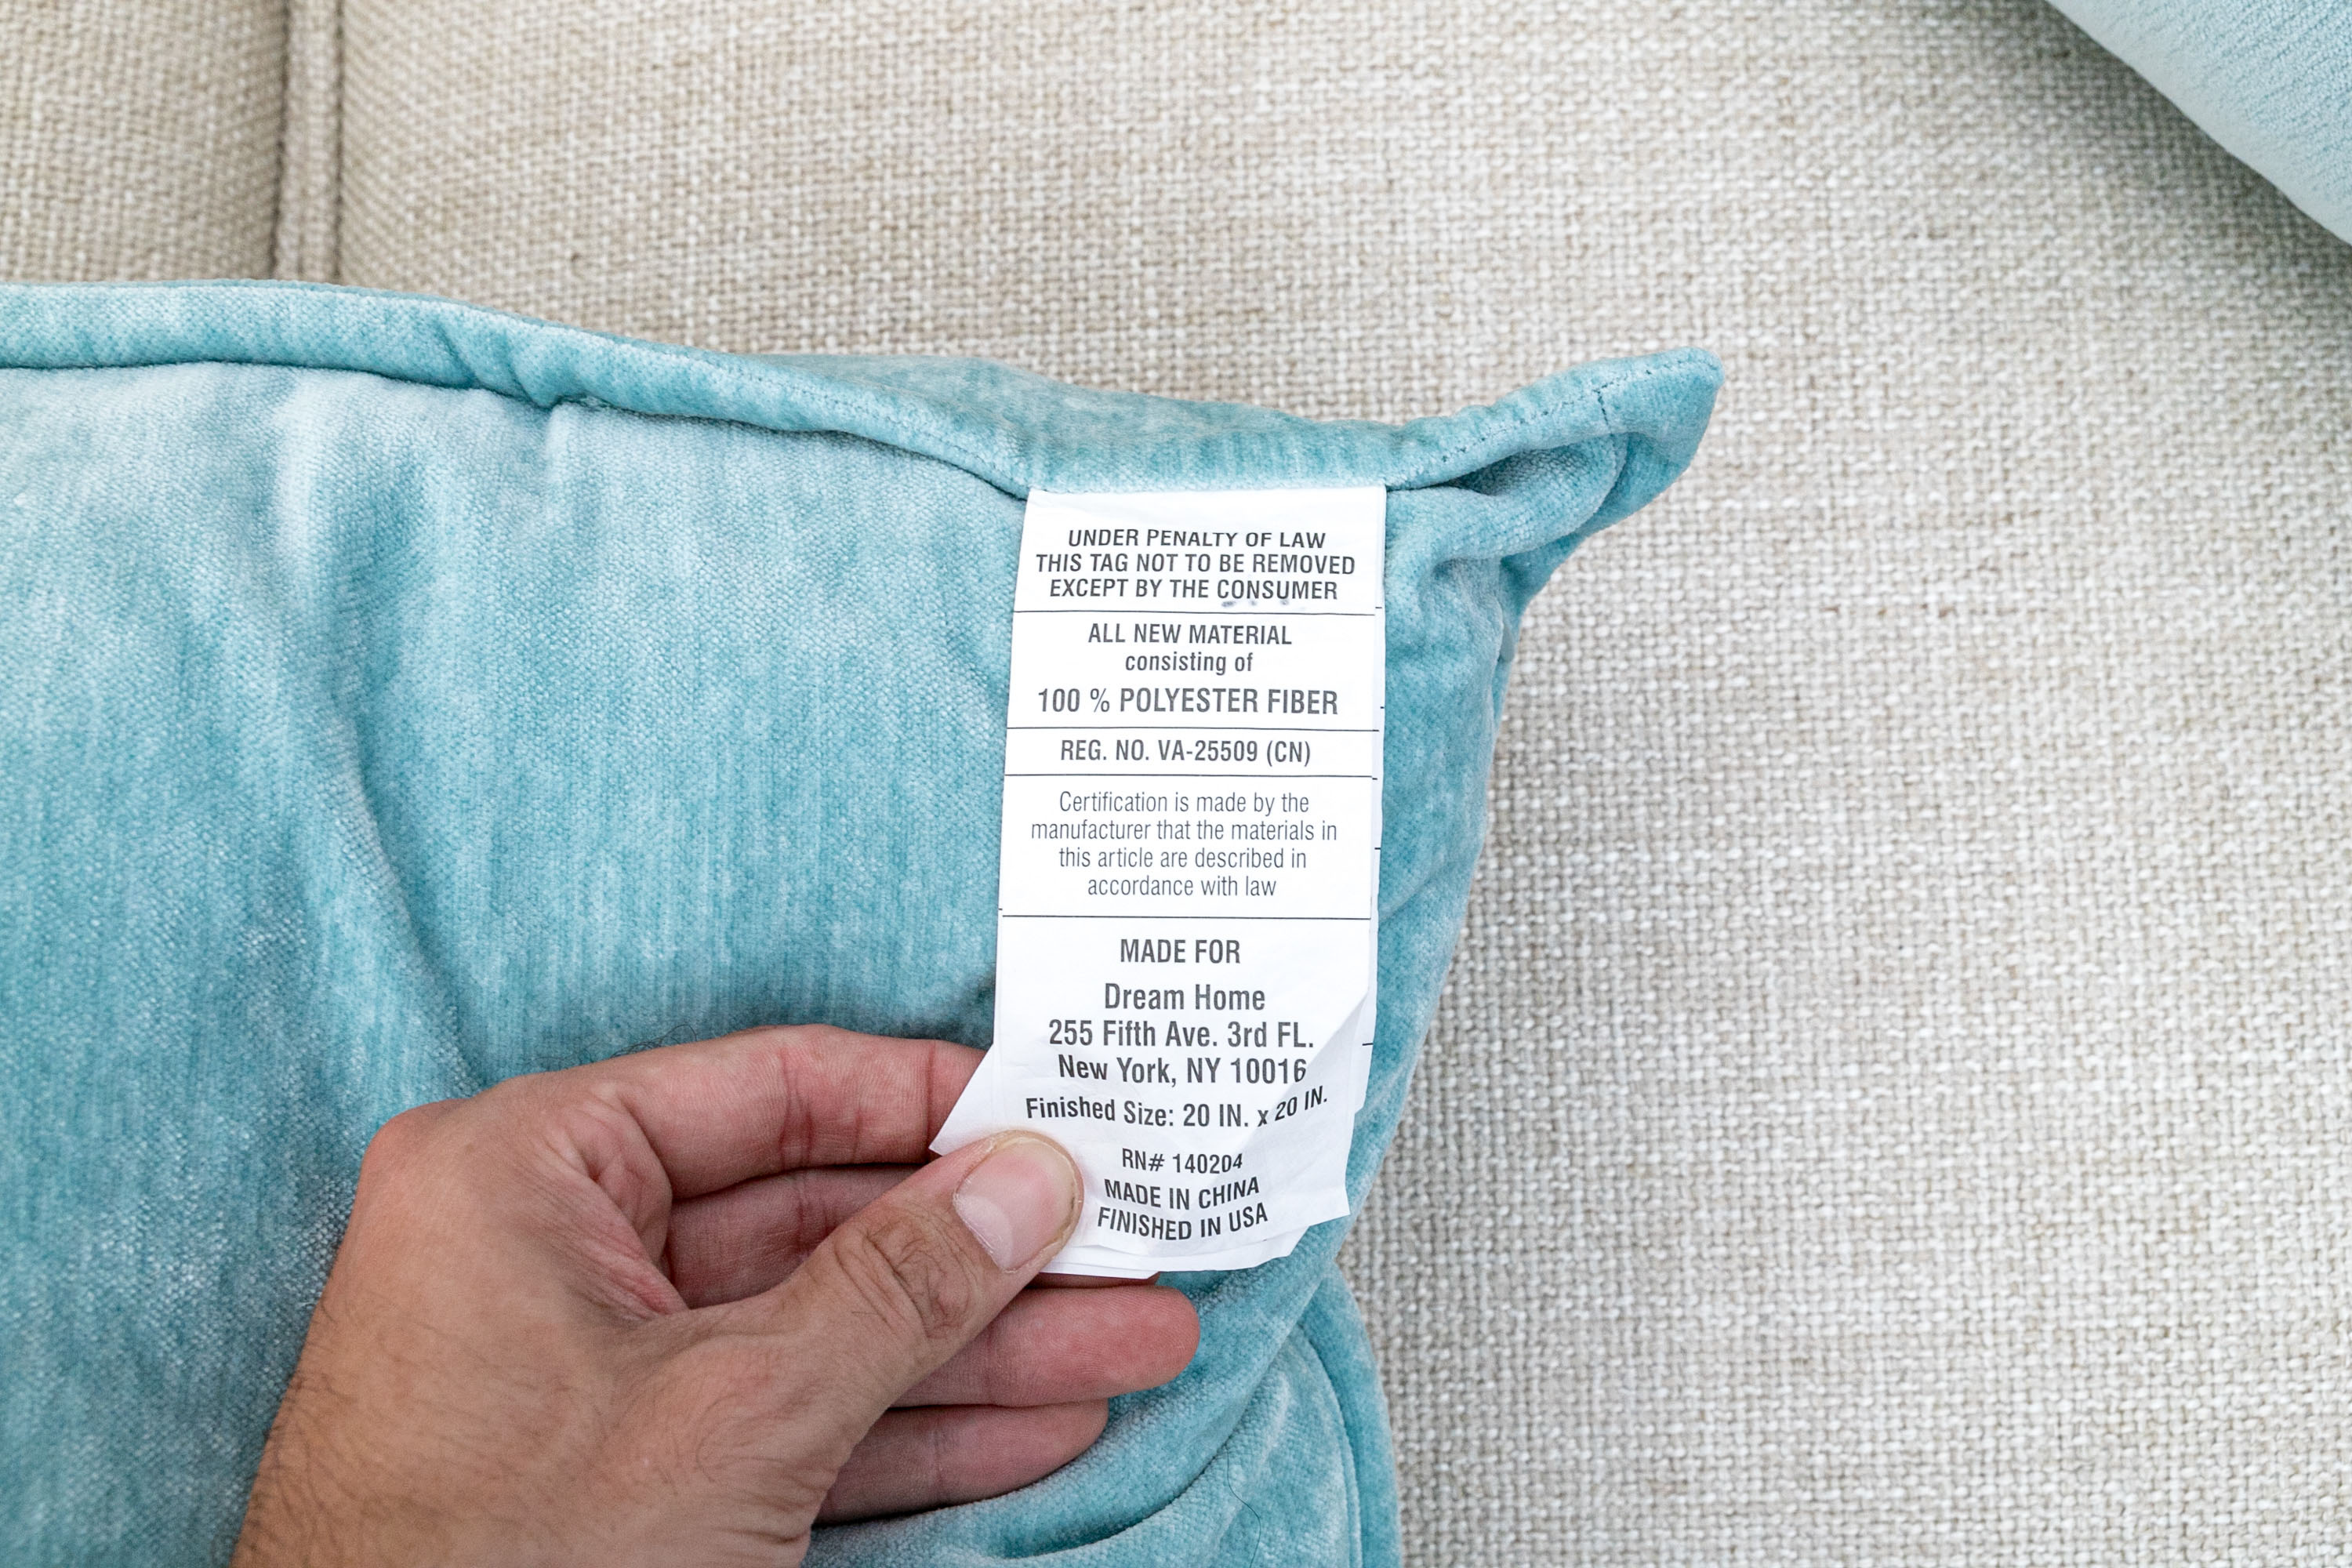 UNDER PENALTY OF LAW
THIS TAG NOT TO BE REMOVED
EXCEPT BY THE CONSUMER
ALL NEW MATERIAL
consisting of
100 % POLYESTER FIBER
REG. NO. VA-25509 (CN)
Certification is made by the
manufacturer that the materials in
this article are described in
accordance with law
MADE FOR
Dream Home
255 Fifth Ave. 3rd FL.
New York, NY 10016
Finished Size: 20 IN. x 20 IN.
RN# 140204
MADE IN CHINA
FINISHED IN USA